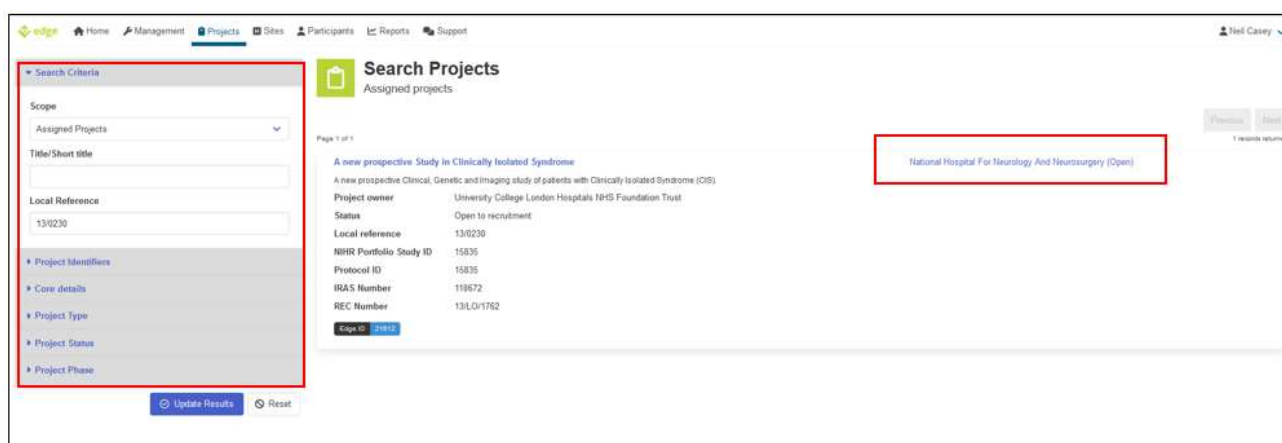 edge Home Management Projects Sites Participants Reports Support Neil Casey
Search Criteria
Scope
Assigned Projects
Title/Short title
Local Reference
13/0230
Project Identifiers
Core details
Project Type
Project Status
Project Phase
Update Results Reset
Search Projects
Assigned projects
Previous Next
Page 1 of 1 1 records returne
A new prospective Study in Clinically Isolated Syndrome National Hospital For Neurology And Neurosurgery (Open)
A new prospective Clinical, Genetic and Imaging study of patients with Clinically Isolated Syndrome (CIS).
Project owner University College London Hospitals NHS Foundation Trust
Status Open to recruitment
Local reference 13/0230
NIHR Portfolio Study ID 15835
Protocol ID 15835
IRAS Number 118672
REC Number 13/LO/1762
Edge ID 21612